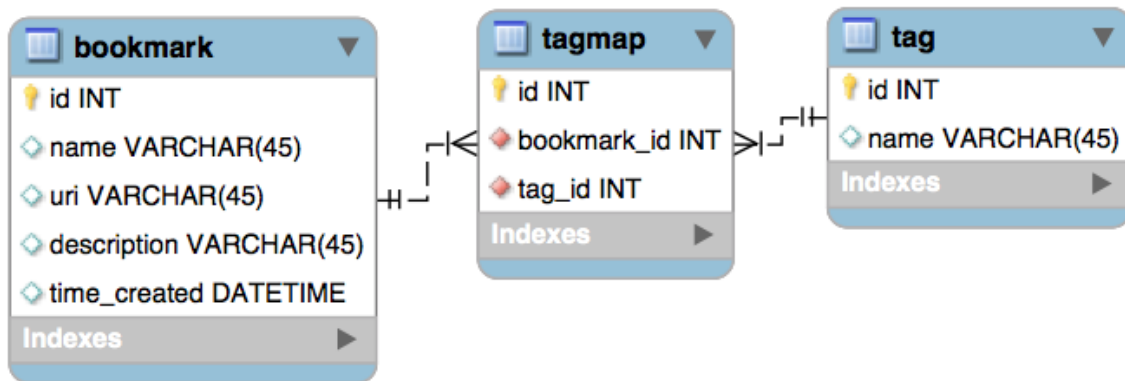 bookmark
id INT
name VARCHAR(45)
uri VARCHAR(45)
description VARCHAR(45)
time_created DATETIME
Indexes
tagmap
id INT
bookmark_id INT
tag_id INT
Indexes
tag
id INT
name VARCHAR(45)
Indexes